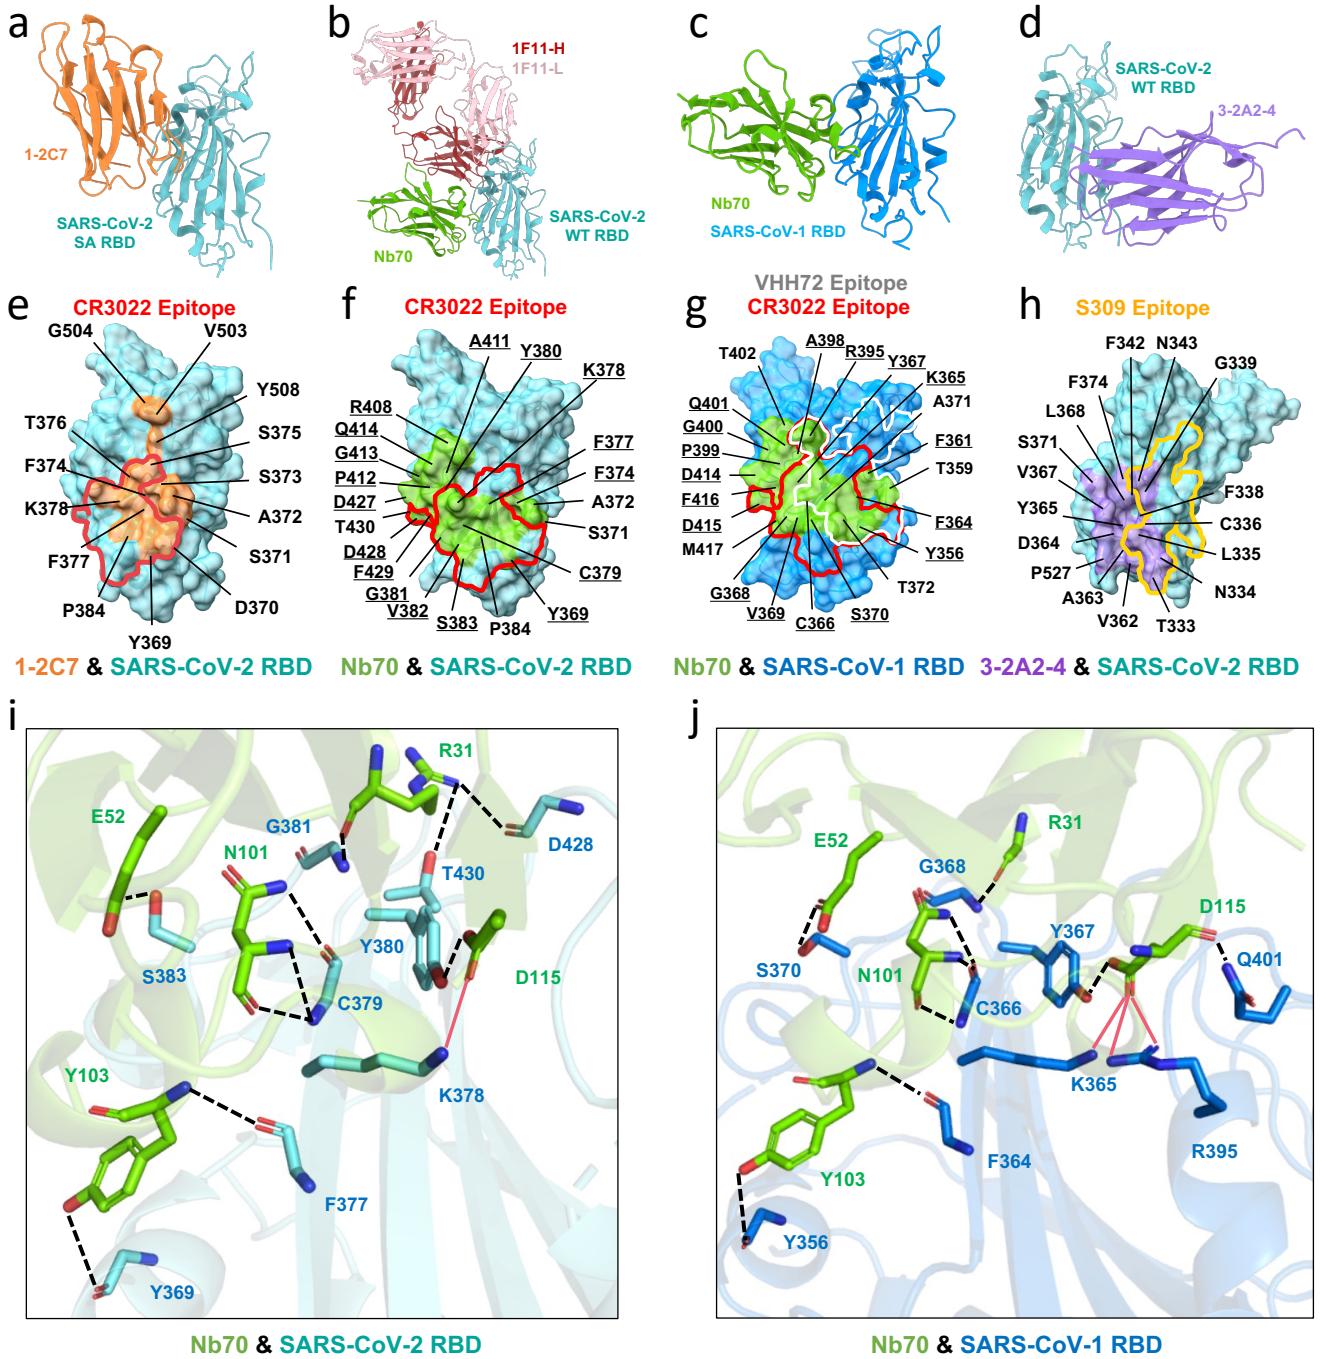 a
1-2C7
SARS-CoV-2
SA RBD
b
1F11-H
1F11-L
Nb70
SARS-CoV-2
WT RBD
c
Nb70
SARS-CoV-1 RBD
d
SARS-CoV-2
WT RBD
3-2A2-4
e
CR3022 Epitope
G504
V503
Y508
T376
S375
F374
S373
K378
A372
F377
S371
P384
D370
Y369
1-2C7 & SARS-CoV-2 RBD
f
CR3022 Epitope
A411
Y380
K378
R408
Q414
G413
F377
P412
F374
D427
A372
T430
S371
D428
F429
C379
G381
V382
S383
P384
Y369
Nb70 & SARS-CoV-2 RBD
g
VHH72 Epitope
CR3022 Epitope
T402
A398
R395
Y367
K365
Q401
A371
G400
P399
F361
D414
T359
F416
D415
F364
M417
Y356
G368
T372
V369
C366
S370
Nb70 & SARS-CoV-1 RBD
h
S309 Epitope
F342
N343
G339
F374
L368
S371
V367
F338
Y365
C336
D364
L335
P527
N334
A363
V362
T333
3-2A2-4 & SARS-CoV-2 RBD
i
R31
E52
G381
D428
N101
T430
Y380
S383
D115
C379
Y103
K378
F377
Y369
Nb70 & SARS-CoV-2 RBD
j
R31
E52
G368
D115
Y367
S370
N101
Q401
C366
K365
F364
R395
Y103
Y356
Nb70 & SARS-CoV-1 RBD